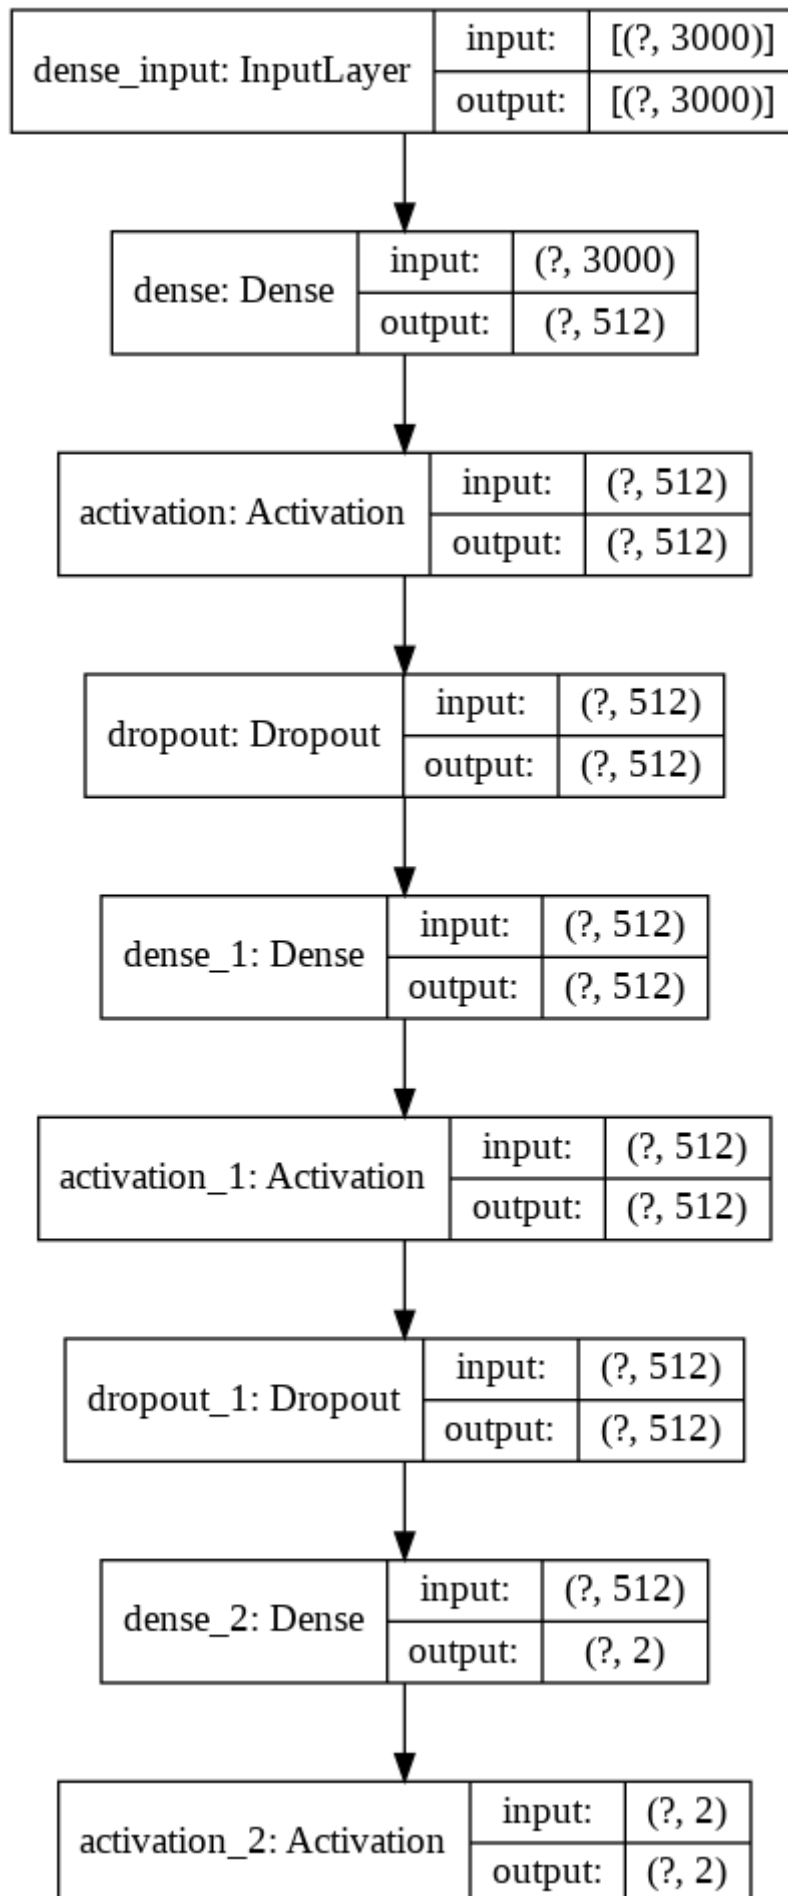 dense_input: InputLayer
input: [(?, 3000)]
output: [(?, 3000)]
dense: Dense
input: (?, 3000)
output: (?, 512)
activation: Activation
input: (?, 512)
output: (?, 512)
dropout: Dropout
input: (?, 512)
output: (?, 512)
dense_1: Dense
input: (?, 512)
output: (?, 512)
activation_1: Activation
input: (?, 512)
output: (?, 512)
dropout_1: Dropout
input: (?, 512)
output: (?, 512)
dense_2: Dense
input: (?, 512)
output: (?, 2)
activation_2: Activation
input: (?, 2)
output: (?, 2)